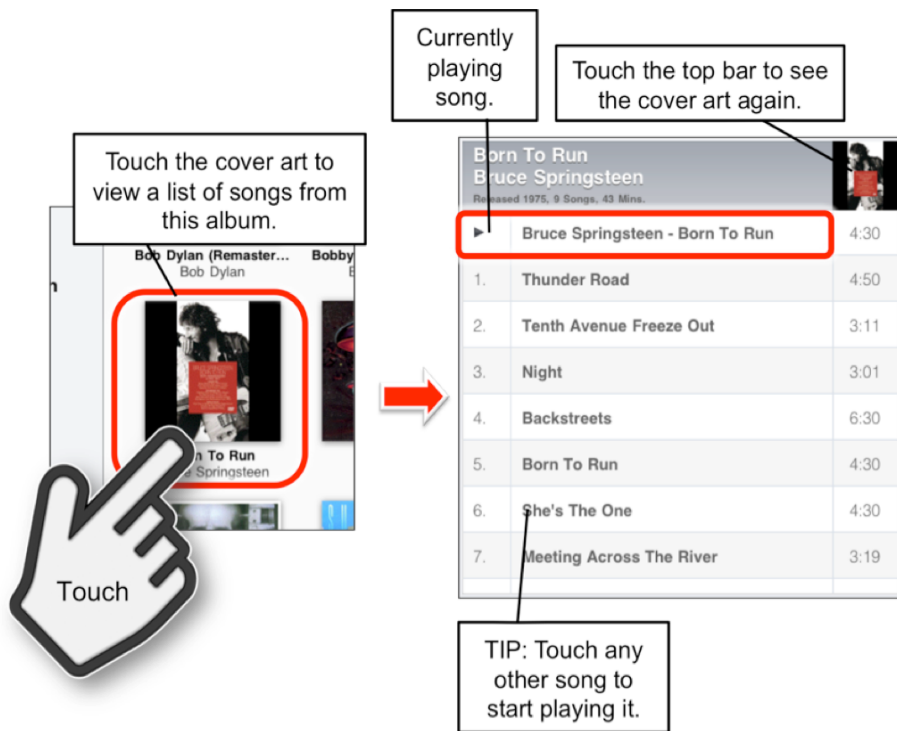 Currently
playing
song.
Touch the top bar to see
the cover art again.
Touch the cover art to
view a list of songs from
this album.
Bob Dylan (Remaster...
Bobby
Bob Dylan
n To Run
Springsteen
Touch
Born To Run
Bruce Springsteen
Released 1975, 9 Songs, 43 Mins.
▶ Bruce Springsteen - Born To Run 4:30
1. Thunder Road 4:50
2. Tenth Avenue Freeze Out 3:11
3. Night 3:01
4. Backstreets 6:30
5. Born To Run 4:30
6. She's The One 4:30
7. Meeting Across The River 3:19
TIP: Touch any
other song to
start playing it.